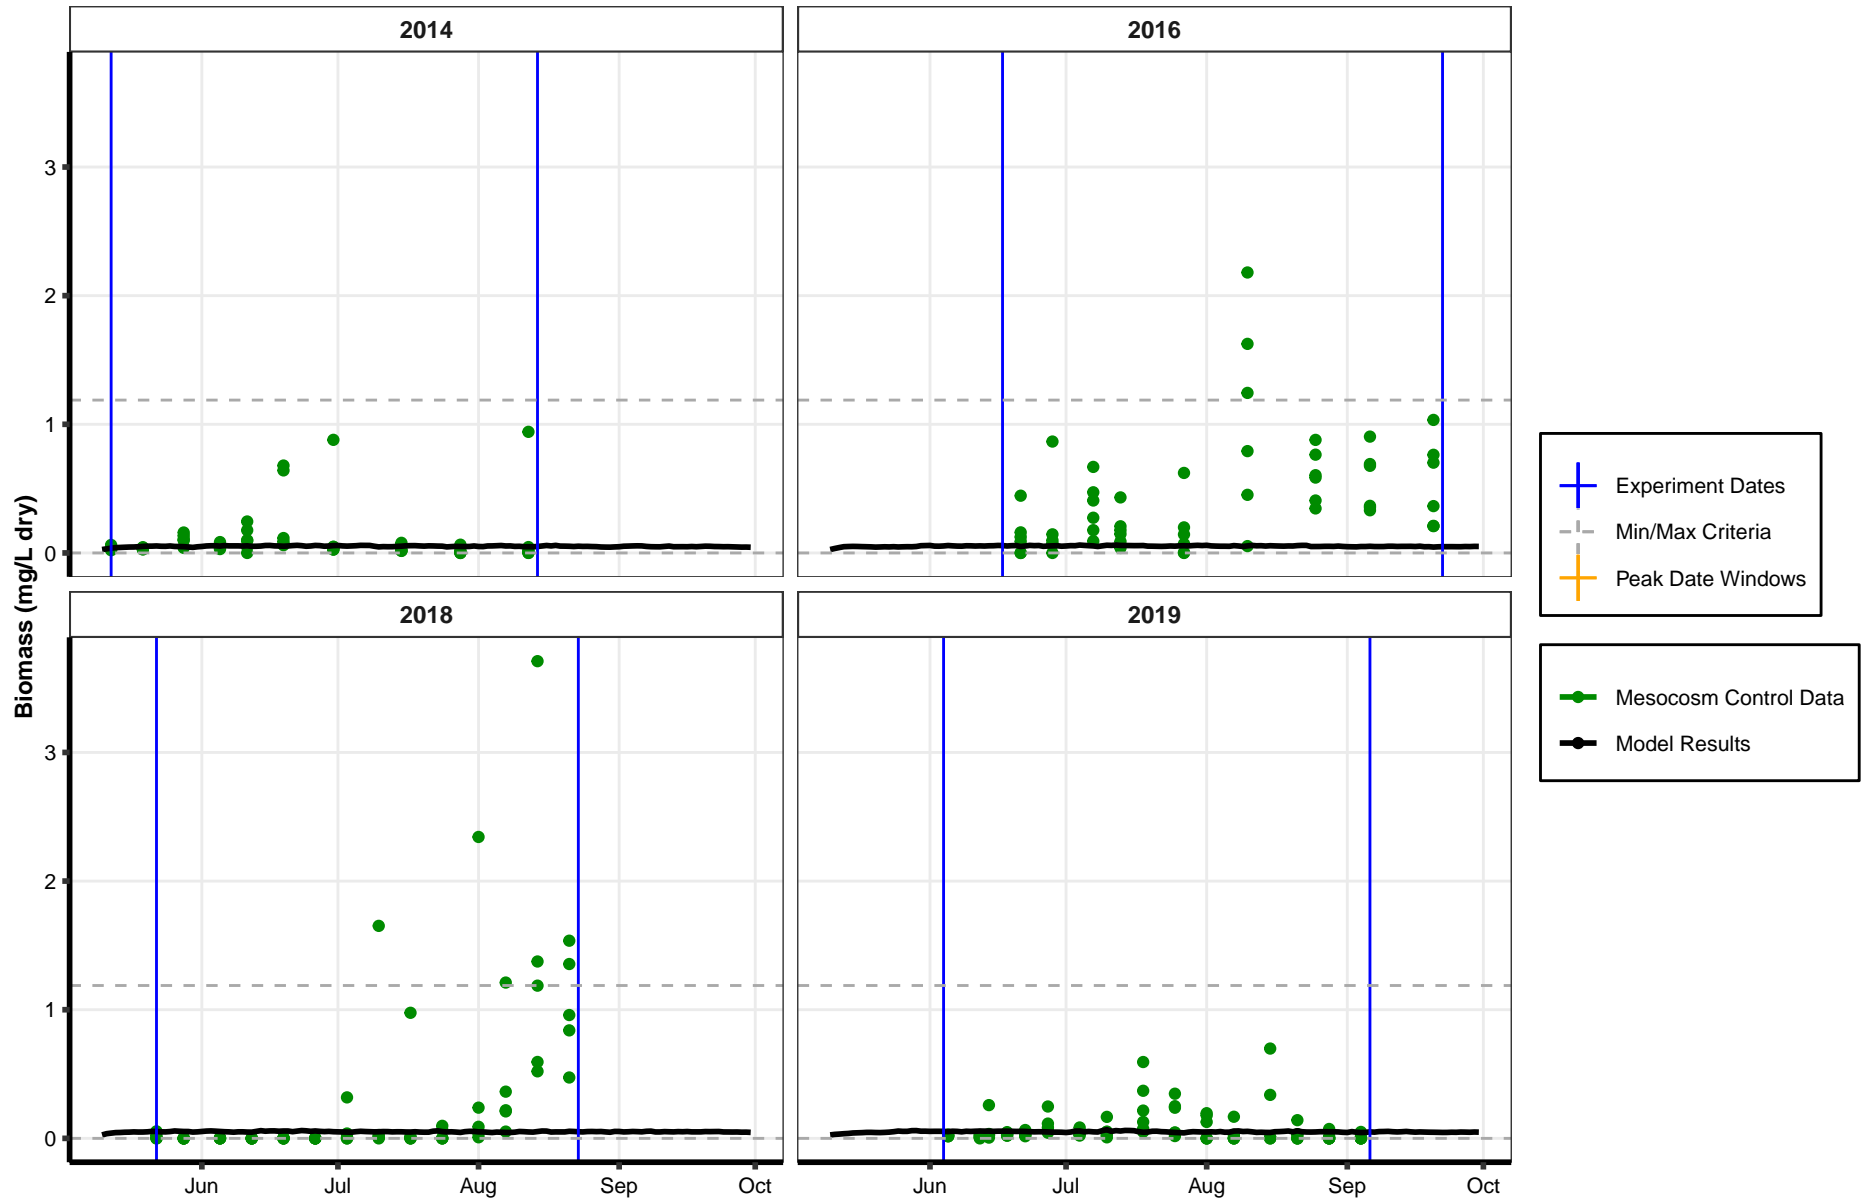 2014
2016
3
2
1
0
2018
2019
3
2
1
0
Biomass (mg/L dry)
Jun Jul Aug Sep Oct
Jun Jul Aug Sep Oct
Experiment Dates
Min/Max Criteria
Peak Date Windows
Mesocosm Control Data
Model Results